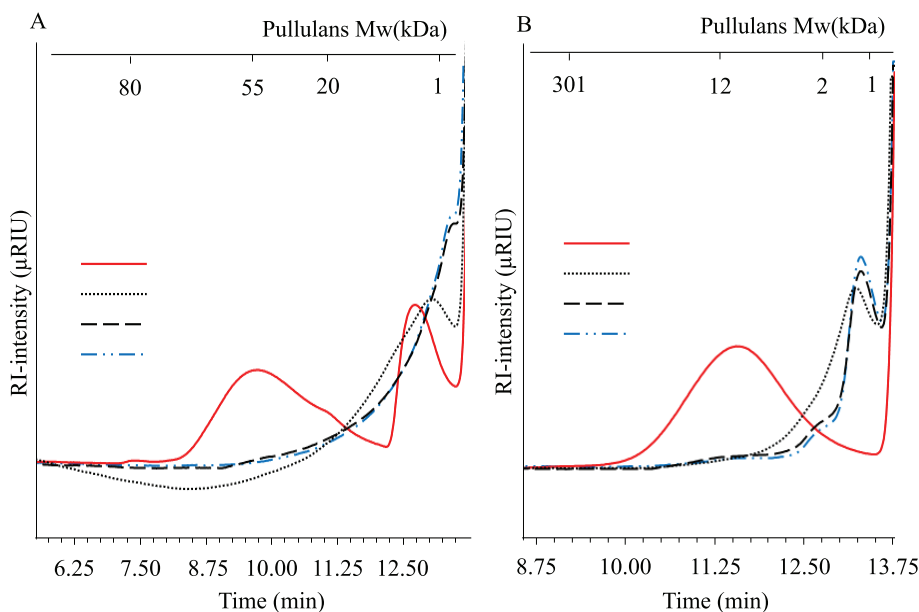 A
Pullulans Mw(kDa)
80 55 20 1
RI-intensity (µRIU)
6.25 7.50 8.75 10.00 11.25 12.50
Time (min)
B
Pullulans Mw(kDa)
301 12 2 1
RI-intensity (µRIU)
8.75 10.00 11.25 12.50 13.75
Time (min)